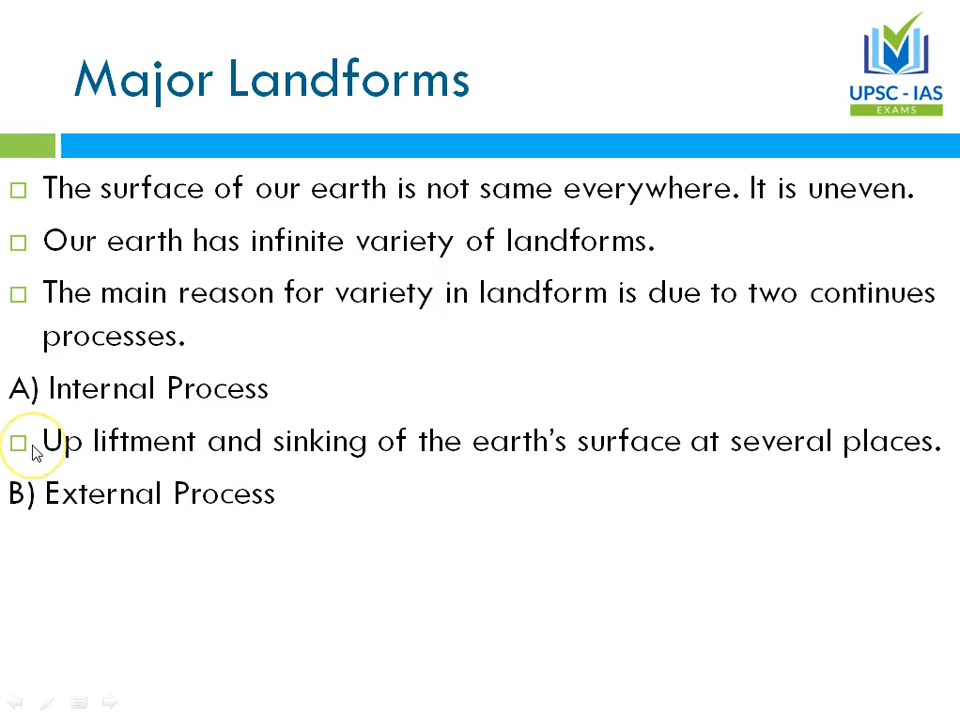 Major Landforms
UPSC - IAS
EXAMS
The surface of our earth is not same everywhere. It is uneven.
Our earth has infinite variety of landforms.
The main reason for variety in landform is due to two continues
processes.
A) Internal Process
Up liftment and sinking of the earth's surface at several places.
B) External Process